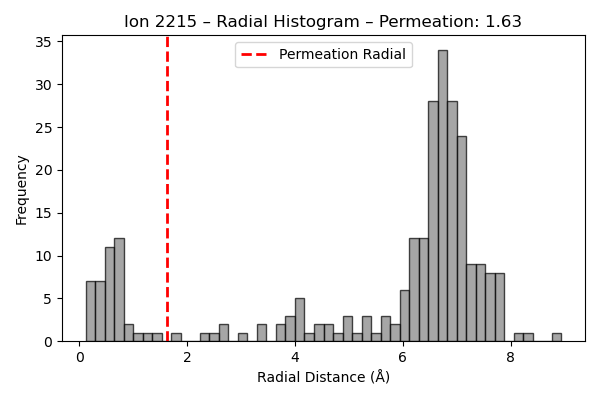 Ion 2215 – Radial Histogram – Permeation: 1.63
Permeation Radial
35
30
25
20
15
10
5
0
Frequency
0 2 4 6 8
Radial Distance (Å)